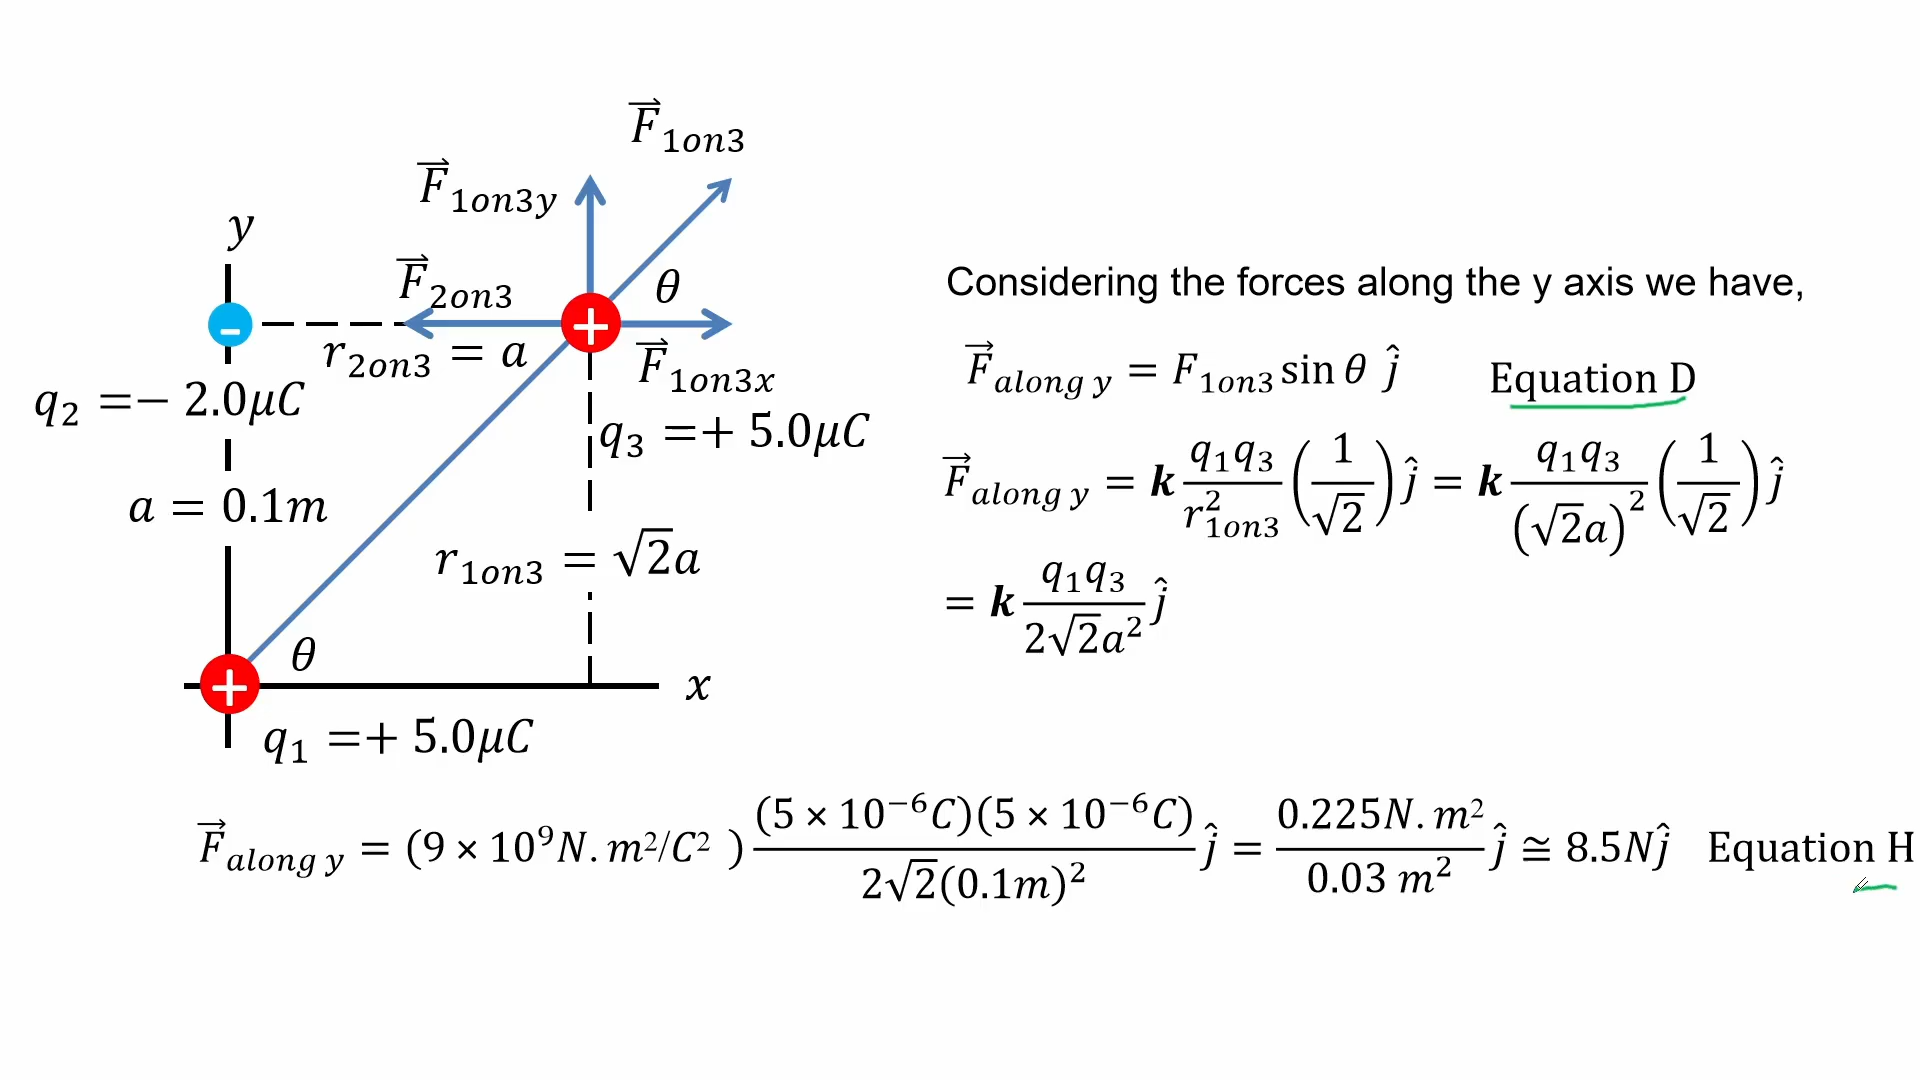 F⃗₁ₒₙ₃
F⃗₁ₒₙ₃y
y
F⃗₂ₒₙ₃
θ
+
-
r₂ₒₙ₃ = a
F⃗₁ₒₙ₃ₓ
q₂ =− 2.0μC
q₃ =+ 5.0μC
a = 0.1m
r₁ₒₙ₃ = √2a
θ
+
x
q₁ =+ 5.0μC
Considering the forces along the y axis we have,
F⃗_{along y} = F₁ₒₙ₃ sin θ ĵ Equation D
F⃗_{along y} = k q₁q₃/r²₁ₒₙ₃ (1/√2) ĵ = k q₁q₃/(√2a)² (1/√2) ĵ
= k q₁q₃/2√2a² ĵ
F⃗_{along y} = (9 × 10⁹N.m²/C² ) (5 × 10⁻⁶C)(5 × 10⁻⁶C)/2√2(0.1m)² ĵ = 0.225N.m²/0.03 m² ĵ ≅ 8.5Nĵ Equation H